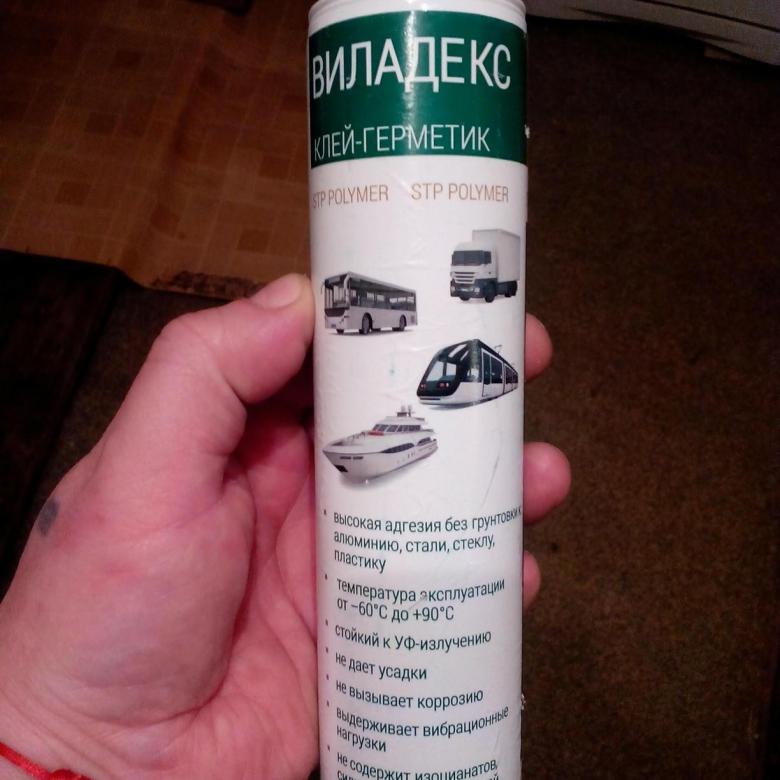 ВИЛАДЕКС
КЛЕЙ-ГЕРМЕТИК
STP POLYMER STP POLYMER
• высокая адгезия без грунтовки к
алюминию, стали, стеклу,
пластику
• температура эксплуатации
от –60°C до +90°C
• стойкий к УФ-излучению
• не дает усадки
• не вызывает коррозию
• выдерживает вибрационные
нагрузки
• не содержит изоцианатов,